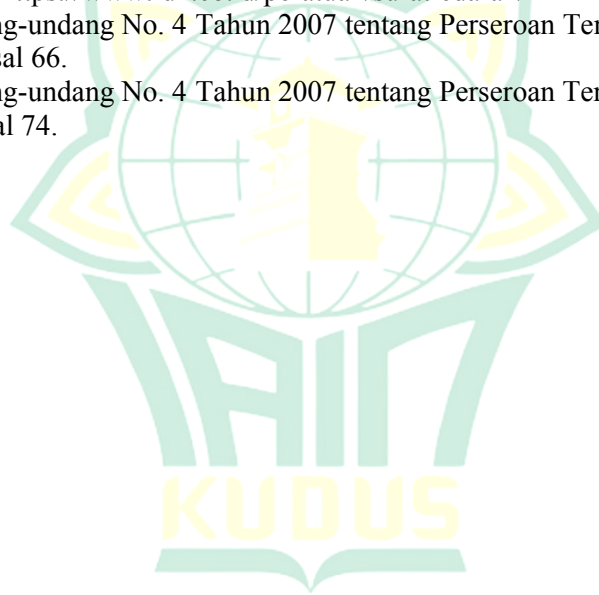 ng-undang No. 4 Tahun 2007 tentang Perseroan Ter
sal 66.
ng-undang No. 4 Tahun 2007 tentang Perseroan Ter
al 74.
IAIN
KUDUS